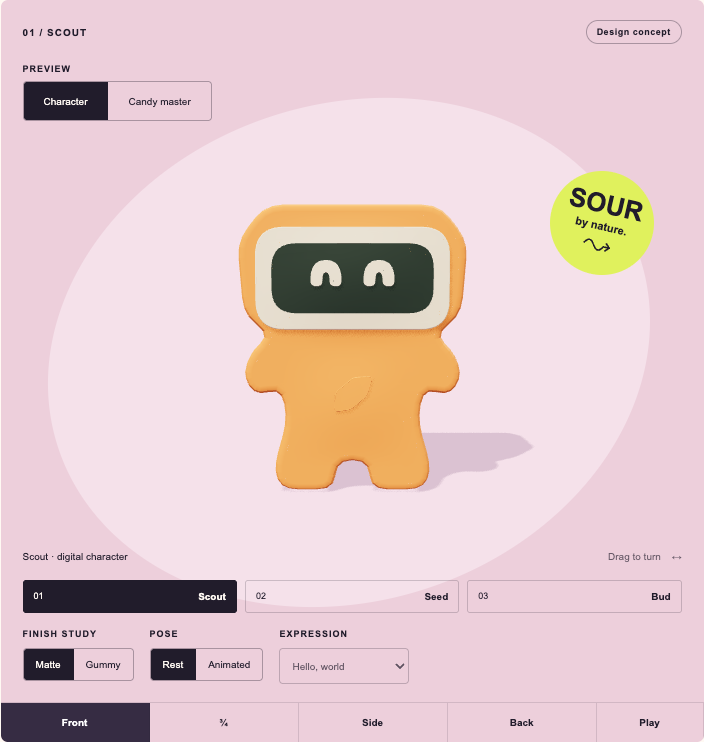 01 / SCOUT
Design concept
PREVIEW
Character
Candy master
SOUR
by nature.
Scout · digital character
Drag to turn ↔
01 Scout
02 Seed
03 Bud
FINISH STUDY
POSE
EXPRESSION
Matte
Gummy
Rest
Animated
Hello, world
Front
¾
Side
Back
Play